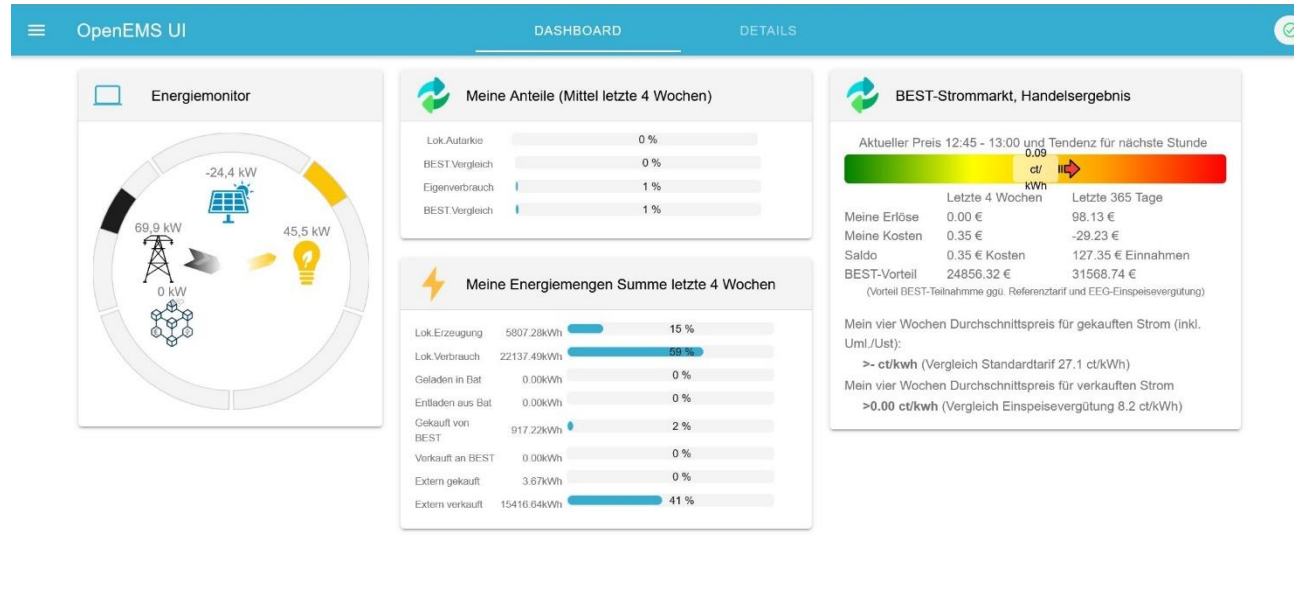 OpenEMS UI
DASHBOARD
DETAILS
Energiemonitor
-24,4 kW
69,9 kW
45,5 kW
0 kW
Meine Anteile (Mittel letzte 4 Wochen)
Lok.Autarkie 0 %
BEST.Vergleich 0 %
Eigenverbrauch 1 %
BEST.Vergleich 1 %
Meine Energiemengen Summe letzte 4 Wochen
Lok.Erzeugung 5807.28kWh 15 %
Lok.Verbrauch 22137.49kWh 59 %
Geladen in Bat 0.00kWh 0 %
Entladen aus Bat 0.00kWh 0 %
Gekauft von
BEST 917.22kWh 2 %
Verkauft an BEST 0.00kWh 0 %
Extern gekauft 3.67kWh 0 %
Extern verkauft 15416.64kWh 41 %
BEST-Strommarkt, Handelsergebnis
Aktueller Preis 12:45 - 13:00 und Tendenz für nächste Stunde
0.09
ct/
kWh
Letzte 4 Wochen Letzte 365 Tage
Meine Erlöse 0.00 € 98.13 €
Meine Kosten 0.35 € -29.23 €
Saldo 0.35 € Kosten 127.35 € Einnahmen
BEST-Vorteil 24856.32 € 31568.74 €
(Vorteil BEST-Teilnahmme ggü. Referenztarif und EEG-Einspeisevergütung)
Mein vier Wochen Durchschnittspreis für gekauften Strom (inkl.
Uml./Ust):
>- ct/kwh (Vergleich Standardtarif 27.1 ct/kWh)
Mein vier Wochen Durchschnittspreis für verkauften Strom
>0.00 ct/kwh (Vergleich Einspeisevergütung 8.2 ct/kWh)